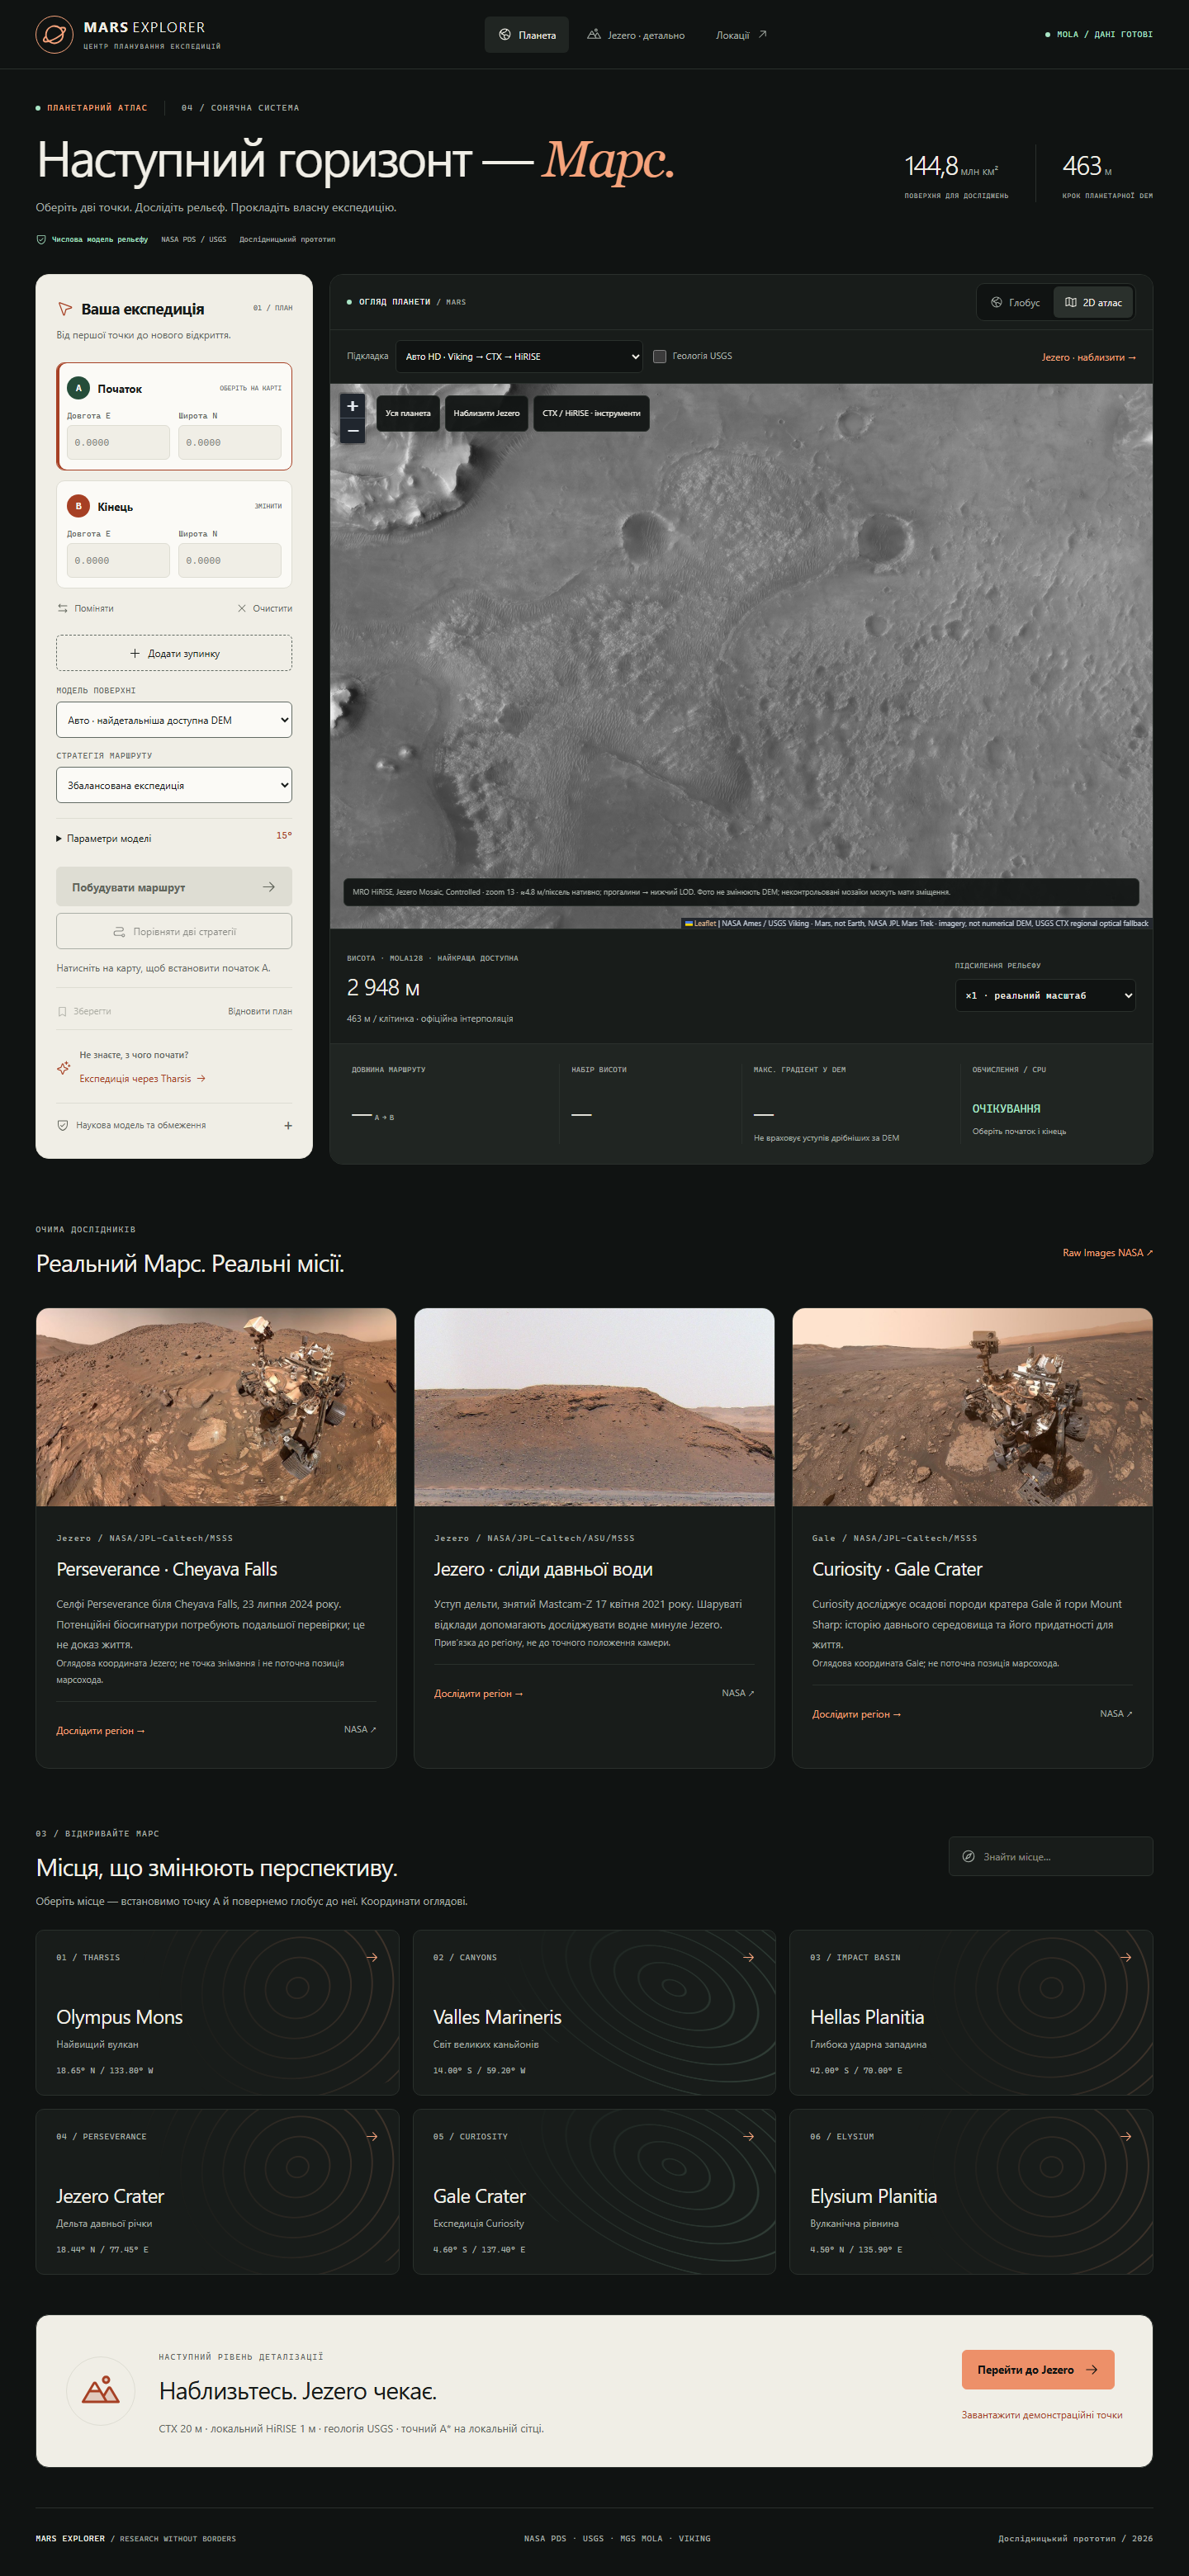 MARS EXPLORER
ЦЕНТР ПЛАНУВАННЯ ЕКСПЕДИЦІЙ
Планета
Jezero · детально
Локації ↗
MOLA / ДАНІ ГОТОВІ
ПЛАНЕТАРНИЙ АТЛАС
04 / СОНЯЧНА СИСТЕМА
Наступний горизонт — Марс.
Оберіть дві точки. Дослідіть рельєф. Прокладіть власну експедицію.
144,8 МЛН КМ²
ПОВЕРХНЯ ДЛЯ ДОСЛІДЖЕНЬ
463 М
КРОК ПЛАНЕТАРНОЇ DEM
Числова модель рельєфу
NASA PDS / USGS
Дослідницький прототип
Ваша експедиція
01 / ПЛАН
Від першої точки до нового відкриття.
A Початок
ОБЕРІТЬ НА КАРТІ
Довгота E
Широта N
0.0000
0.0000
B Кінець
ЗМІНИТИ
Довгота E
Широта N
0.0000
0.0000
Поміняти
Очистити
Додати зупинку
МОДЕЛЬ ПОВЕРХНІ
Авто · найдетальніша доступна DEM
СТРАТЕГІЯ МАРШРУТУ
Збалансована експедиція
Параметри моделі
15°
Побудувати маршрут →
Порівняти дві стратегії
Натисніть на карту, щоб встановити початок A.
Зберегти
Відновити план
Не знаєте, з чого почати?
Експедиція через Tharsis →
Наукова модель та обмеження +
ОГЛЯД ПЛАНЕТИ / MARS
Глобус
2D атлас
Підкладка
Авто HD · Viking → CTX → HiRISE
Геологія USGS
Jezero · наблизити →
+
−
Уся планета
Наблизити Jezero
CTX / HiRISE · інструменти
MRO HiRISE, Jezero Mosaic, Controlled · zoom 13 · ≈4.8 м/піксель нативно; прогалини → нижчий LOD. Фото не змінюють DEM; неконтрольовані мозаїки можуть мати зміщення.
Leaflet | NASA Ames / USGS Viking · Mars, not Earth, NASA JPL Mars Trek · imagery, not numerical DEM, USGS CTX regional optical fallback
ВИСОТА · MOLA128 · НАЙКРАЩА ДОСТУПНА
2 948 м
463 м / клітинка · офіційна інтерполяція
ПІДСИЛЕННЯ РЕЛЬЄФУ
×1 · реальний масштаб
ДОВЖИНА МАРШРУТУ
— A → B
НАБІР ВИСОТИ
—
МАКС. ГРАДІЄНТ У DEM
—
Не враховує уступів дрібніших за DEM
ОБЧИСЛЕННЯ / CPU
ОЧІКУВАННЯ
Оберіть початок і кінець
ОЧИМА ДОСЛІДНИКІВ
Реальний Марс. Реальні місії.
Raw Images NASA ↗
Jezero / NASA/JPL-Caltech/MSSS
Perseverance · Cheyava Falls
Селфі Perseverance біля Cheyava Falls, 23 липня 2024 року.
Потенційні біосигнатури потребують подальшої перевірки; це
не доказ життя.
Оглядова координата Jezero; не точка знімання і не поточна позиція
марсохода.
Дослідити регіон →
NASA ↗
Jezero / NASA/JPL-Caltech/ASU/MSSS
Jezero · сліди давньої води
Уступ дельти, знятий Mastcam-Z 17 квітня 2021 року. Шаруваті
відклади допомагають досліджувати водне минуле Jezero.
Прив'язка до регіону, не до точного положення камери.
Дослідити регіон →
NASA ↗
Gale / NASA/JPL-Caltech/MSSS
Curiosity · Gale Crater
Curiosity досліджує осадові породи кратера Gale й гори Mount
Sharp: історію давнього середовища та його придатності для
життя.
Оглядова координата Gale; не поточна позиція марсохода.
Дослідити регіон →
NASA ↗
03 / ВІДКРИВАЙТЕ МАРС
Місця, що змінюють перспективу.
Оберіть місце — встановимо точку A й повернемо глобус до неї. Координати оглядові.
Знайти місце...
01 / THARSIS →
Olympus Mons
Найвищий вулкан
18.65° N / 133.80° W
02 / CANYONS →
Valles Marineris
Світ великих каньйонів
14.00° S / 59.20° W
03 / IMPACT BASIN →
Hellas Planitia
Глибока ударна западина
42.00° S / 70.00° E
04 / PERSEVERANCE →
Jezero Crater
Дельта давньої річки
18.44° N / 77.45° E
05 / CURIOSITY →
Gale Crater
Експедиція Curiosity
4.60° S / 137.40° E
06 / ELYSIUM →
Elysium Planitia
Вулканічна рівнина
4.50° N / 135.90° E
НАСТУПНИЙ РІВЕНЬ ДЕТАЛІЗАЦІЇ
Наблизьтесь. Jezero чекає.
CTX 20 м · локальний HiRISE 1 м · геологія USGS · точний A* на локальній сітці.
Перейти до Jezero →
Завантажити демонстраційні точки
MARS EXPLORER / RESEARCH WITHOUT BORDERS
NASA PDS · USGS · MGS MOLA · VIKING
Дослідницький прототип / 2026